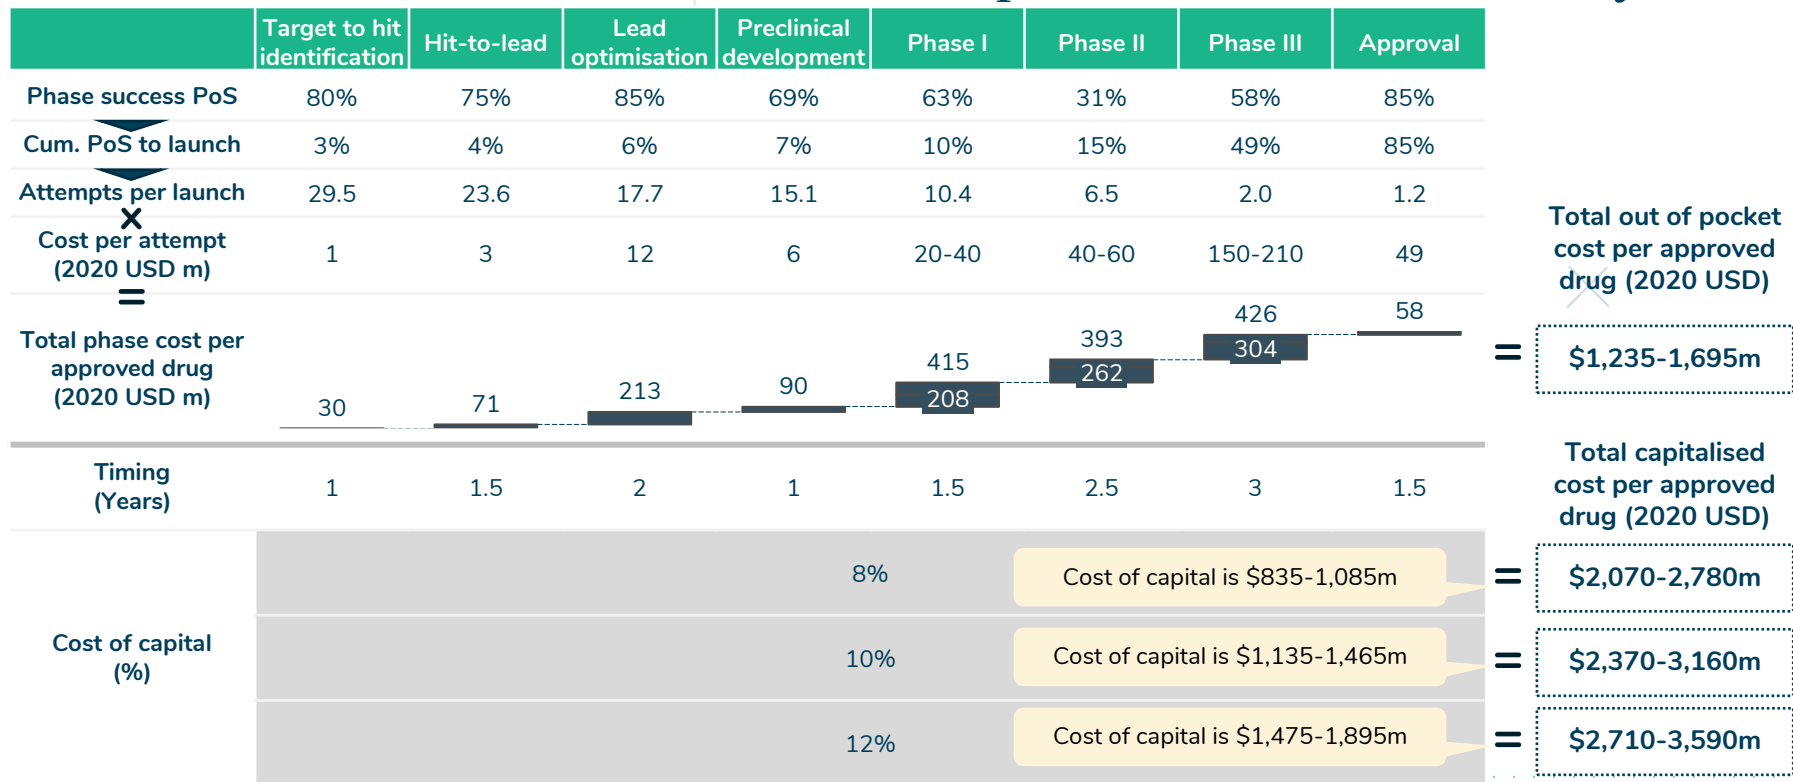 Target to hit identification
Hit-to-lead
Lead optimisation
Preclinical development
Phase I
Phase II
Phase III
Approval
Phase success PoS 80% 75% 85% 69% 63% 31% 58% 85%
Cum. PoS to launch 3% 4% 6% 7% 10% 15% 49% 85%
Attempts per launch 29.5 23.6 17.7 15.1 10.4 6.5 2.0 1.2
×
Cost per attempt
(2020 USD m)
1 3 12 6 20-40 40-60 150-210 49
=
Total phase cost per
approved drug
(2020 USD m)
30 71 213 90 415 393 426 58
208 262 304
=
Total out of pocket
cost per approved
drug (2020 USD)
$1,235-1,695m
Timing
(Years)
1 1.5 2 1 1.5 2.5 3 1.5
Total capitalised
cost per approved
drug (2020 USD)
Cost of capital
(%)
8% Cost of capital is $835-1,085m = $2,070-2,780m
10% Cost of capital is $1,135-1,465m = $2,370-3,160m
12% Cost of capital is $1,475-1,895m = $2,710-3,590m